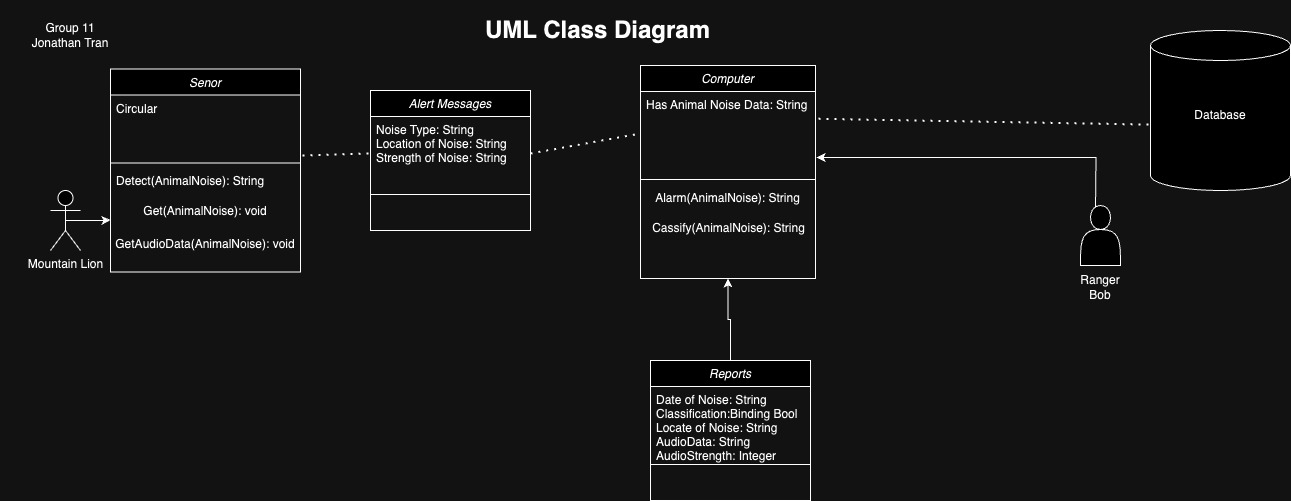 Group 11
Jonathan Tran
UML Class Diagram
Senor
Circular
Detect(AnimalNoise): String
Get(AnimalNoise): void
GetAudioData(AnimalNoise): void
Mountain Lion
Alert Messages
Noise Type: String
Location of Noise: String
Strength of Noise: String
Computer
Has Animal Noise Data: String
Alarm(AnimalNoise): String
Cassify(AnimalNoise): String
Database
Ranger
Bob
Reports
Date of Noise: String
Classification:Binding Bool
Locate of Noise: String
AudioData: String
AudioStrength: Integer